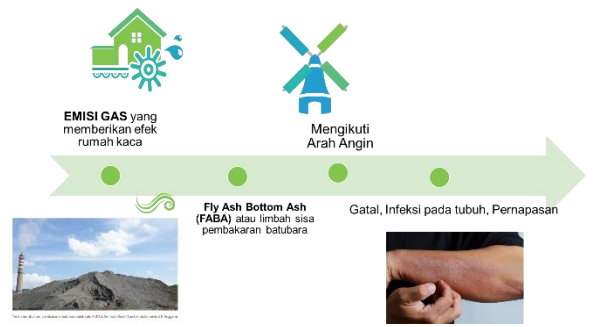 EMISI GAS yang
memberikan efek
rumah kaca
Mengikuti
Arah Angin
Fly Ash Bottom Ash
(FABA) atau limbah sisa
pembakaran batubara
Gatal, Infeksi pada tubuh, Pernapasan